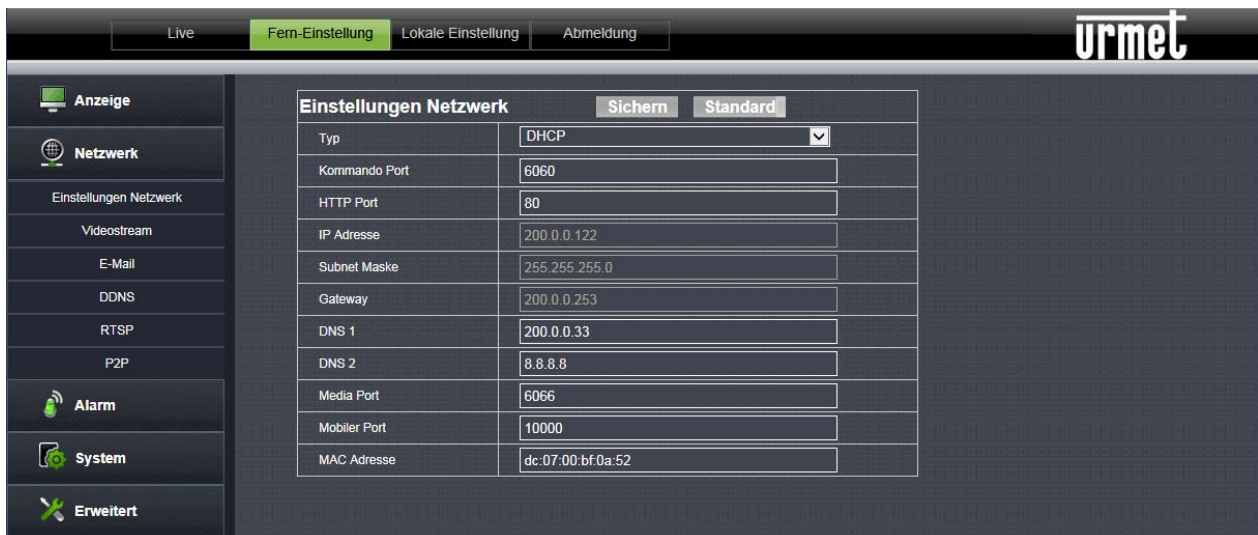 Live Fern-Einstellung Lokale Einstellung Abmeldung
urmet
Anzeige
Netzwerk
Einstellungen Netzwerk
Videostream
E-Mail
DDNS
RTSP
P2P
Alarm
System
Erweitert
Einstellungen Netzwerk Sichern Standard
Typ DHCP
Kommando Port 6060
HTTP Port 80
IP Adresse 200.0.0.122
Subnet Maske 255.255.255.0
Gateway 200.0.0.253
DNS 1 200.0.0.33
DNS 2 8.8.8.8
Media Port 6066
Mobiler Port 10000
MAC Adresse dc:07:00:bf:0a:52